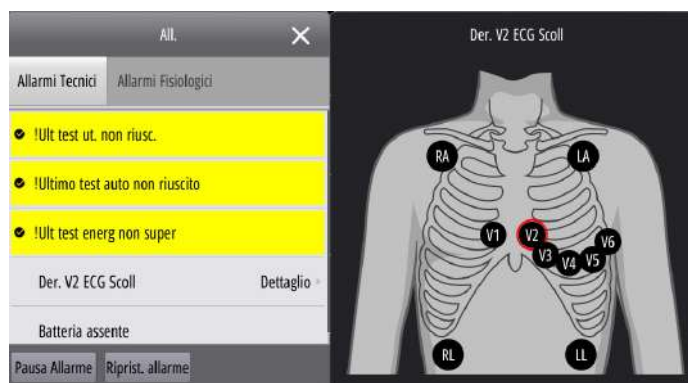 All.
Allarmi Tecnici Allarmi Fisiologici
!Ult test ut. non riusc.
!Ultimo test auto non riuscito
!Ult test energ non super
Der. V2 ECG Scoll Dettaglio >
Batteria assente
Pausa Allarme Riprist. allarme
Der. V2 ECG Scoll
RA LA
V1 V2 V6
V3 V4 V5
RL LL